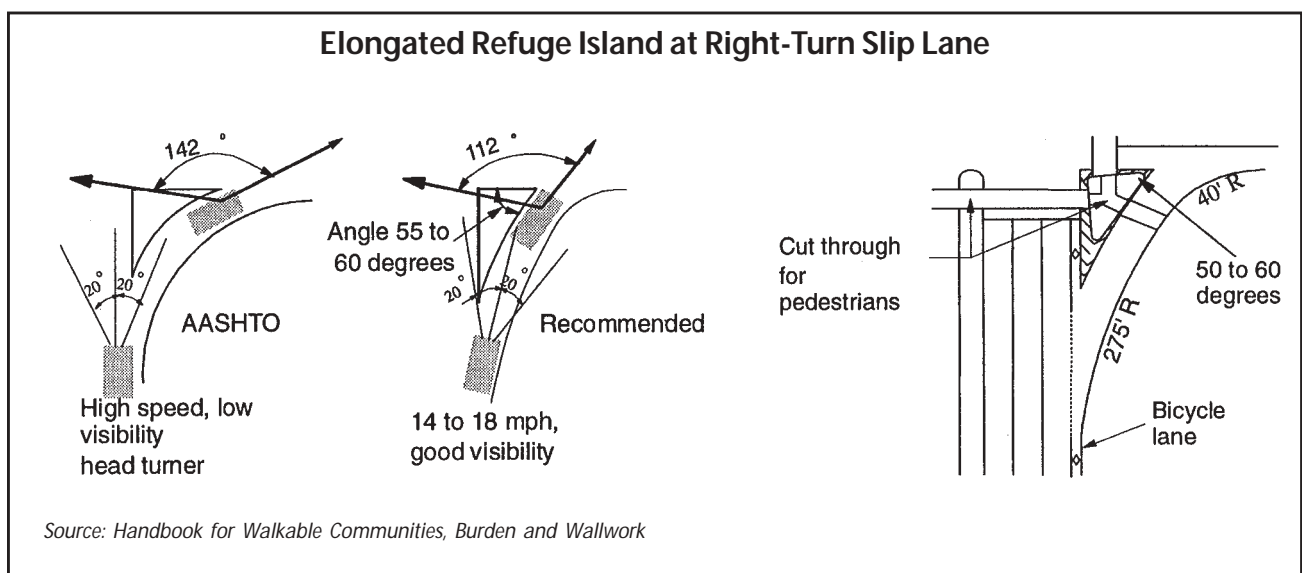 Elongated Refuge Island at Right-Turn Slip Lane
142 °
20°
20°
AASHTO
High speed, low
visibility
head turner
112 °
Angle 55 to
60 degrees
20°
20°
Recommended
14 to 18 mph,
good visibility
Cut through
for
pedestrians
40' R
50 to 60
degrees
275' R
Bicycle
lane
Source: Handbook for Walkable Communities, Burden and Wallwork